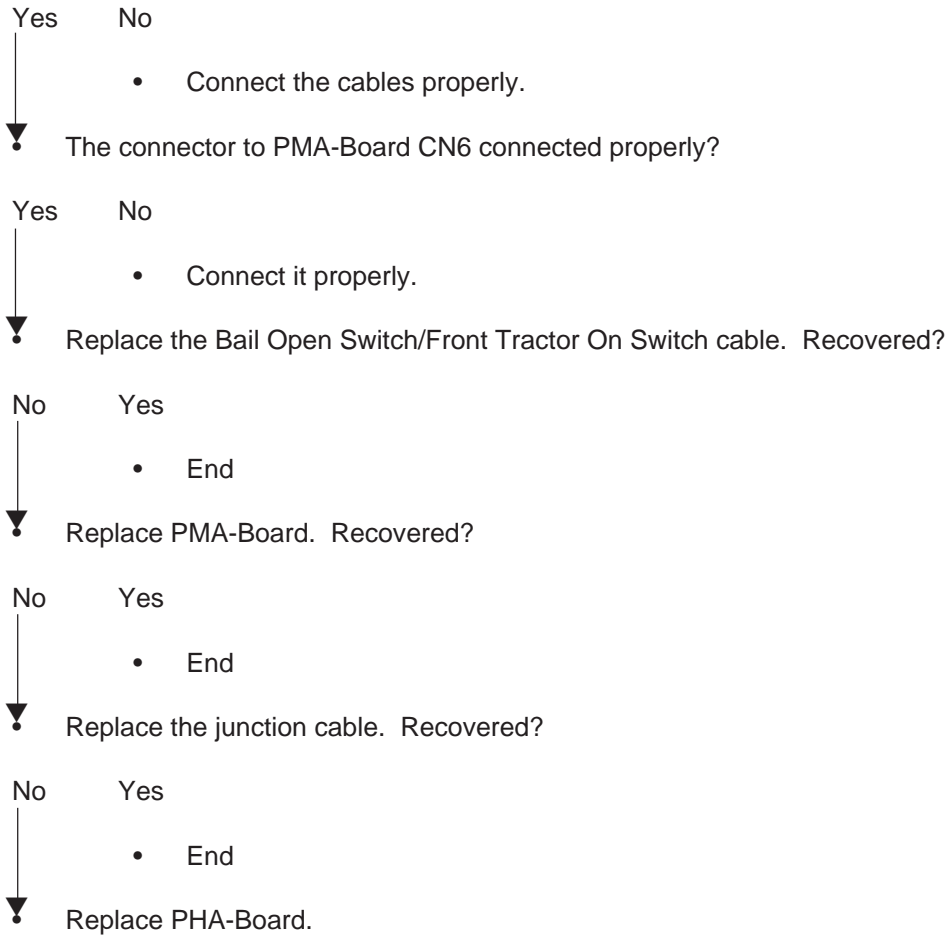 Yes No
• Connect the cables properly.
• The connector to PMA-Board CN6 connected properly?
Yes No
• Connect it properly.
• Replace the Bail Open Switch/Front Tractor On Switch cable. Recovered?
No Yes
• End
• Replace PMA-Board. Recovered?
No Yes
• End
• Replace the junction cable. Recovered?
No Yes
• End
• Replace PHA-Board.